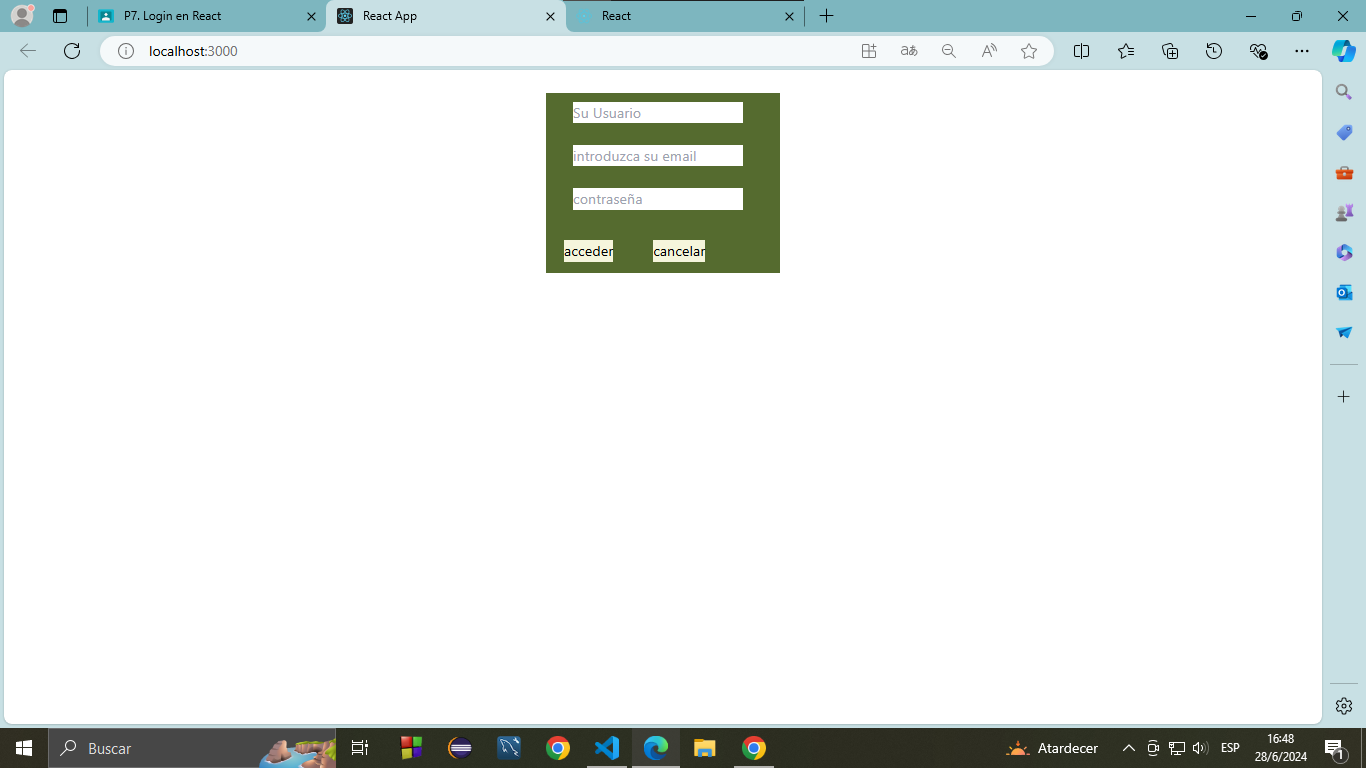 P7. Login en React
React App
React
localhost:3000
Su Usuario
introduzca su email
contraseña
acceder
cancelar
Buscar
Atardecer
ESP
16:48
28/6/2024
1